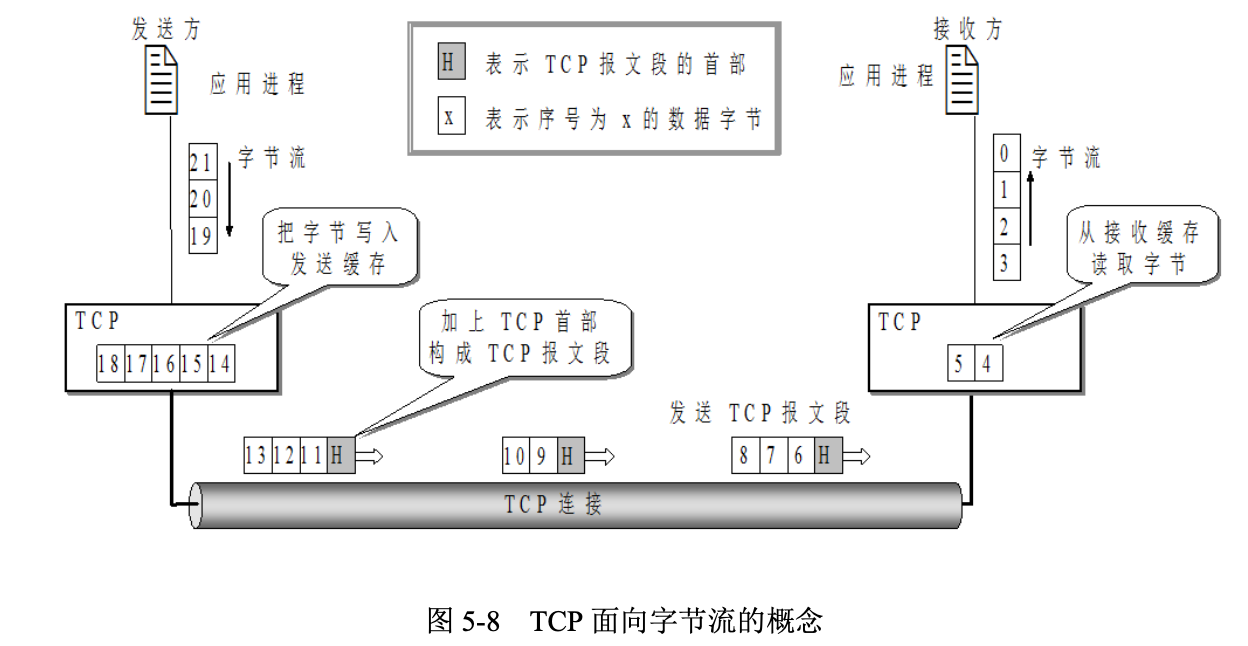 发送方
接收方
应用进程
应用进程
H 表示 TCP 报文段的首部
x 表示序号为 x 的数据字节
21
20
19
字节流
0
1
2
3
字节流
把字节写入
发送缓存
从接收缓存
读取字节
TCP
18 17 16 15 14
加上 TCP 首部
构成 TCP 报文段
TCP
5 4
发送 TCP 报文段
13 12 11 H
10 9 H
8 7 6 H
TCP 连接
图 5-8 TCP 面向字节流的概念